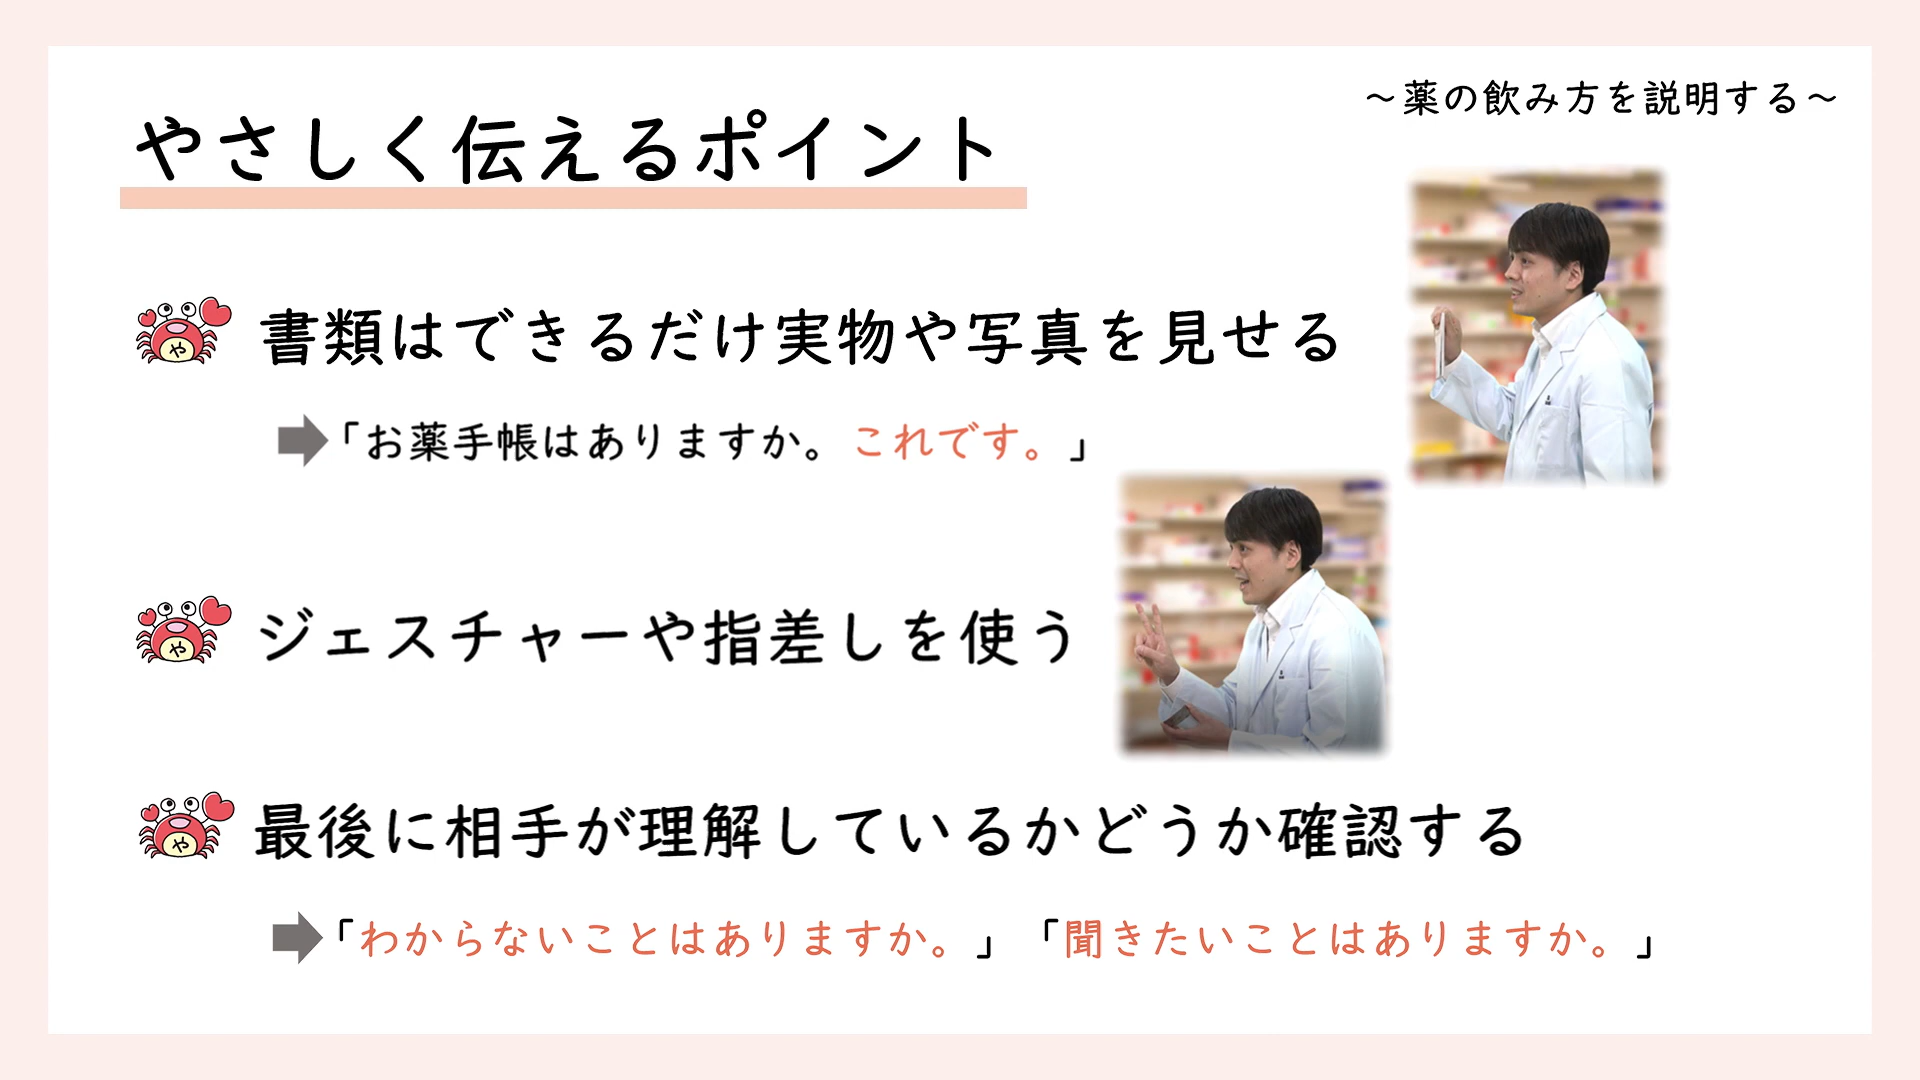 ～薬の飲み方を説明する～
やさしく伝えるポイント
や 書類はできるだけ実物や写真を見せる
「お薬手帳はありますか。これです。」
や ジェスチャーや指差しを使う
や 最後に相手が理解しているかどうか確認する
「わからないことはありますか。」「聞きたいことはありますか。」